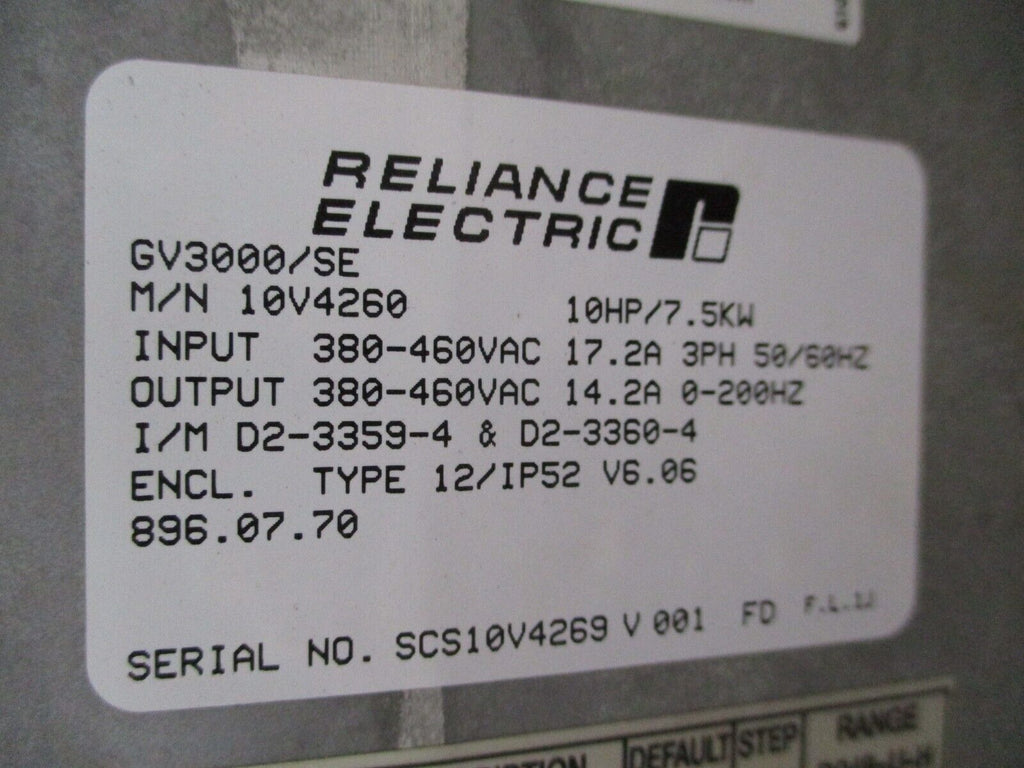 RELIANCE
ELECTRIC
GV3000/SE
M/N 10V4260 10HP/7.5KW
INPUT 380-460VAC 17.2A 3PH 50/60HZ
OUTPUT 380-460VAC 14.2A 0-200HZ
I/M D2-3359-4 & D2-3360-4
ENCL. TYPE 12/IP52 V6.06
896.07.70
SERIAL NO. SCS10V4269 V 001 FD
DEFAULT STEP RANGE